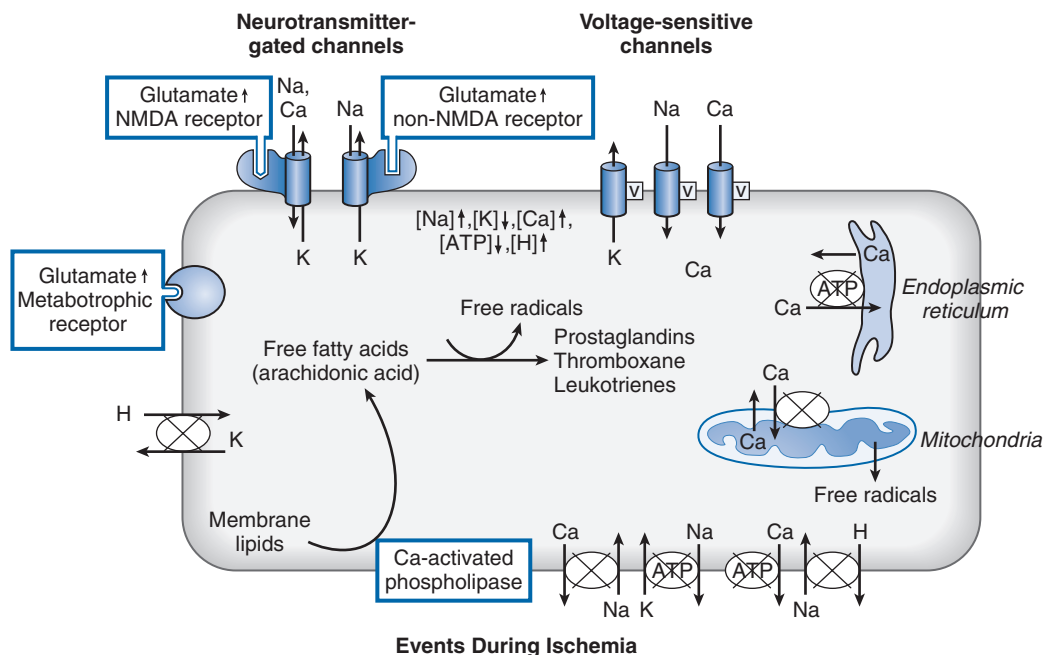 Neurotransmitter-
gated channels
Voltage-sensitive
channels
Glutamate↑
NMDA receptor
Na,
Ca
Na
Glutamate↑
non-NMDA receptor
Na
Ca
V
V
V
K
K
[Na]↑,[K]↓,[Ca]↑,
[ATP]↓,[H]↑
K
Ca
Glutamate↑
Metabotrophic
receptor
Ca
ATP
Ca
Endoplasmic
reticulum
Free radicals
Free fatty acids
(arachidonic acid)
Prostaglandins
Thromboxane
Leukotrienes
H
K
Ca
Ca
Mitochondria
Free radicals
Membrane
lipids
Ca-activated
phospholipase
Ca
Na
Ca
H
ATP
ATP
Na
K
Na
Events During Ischemia